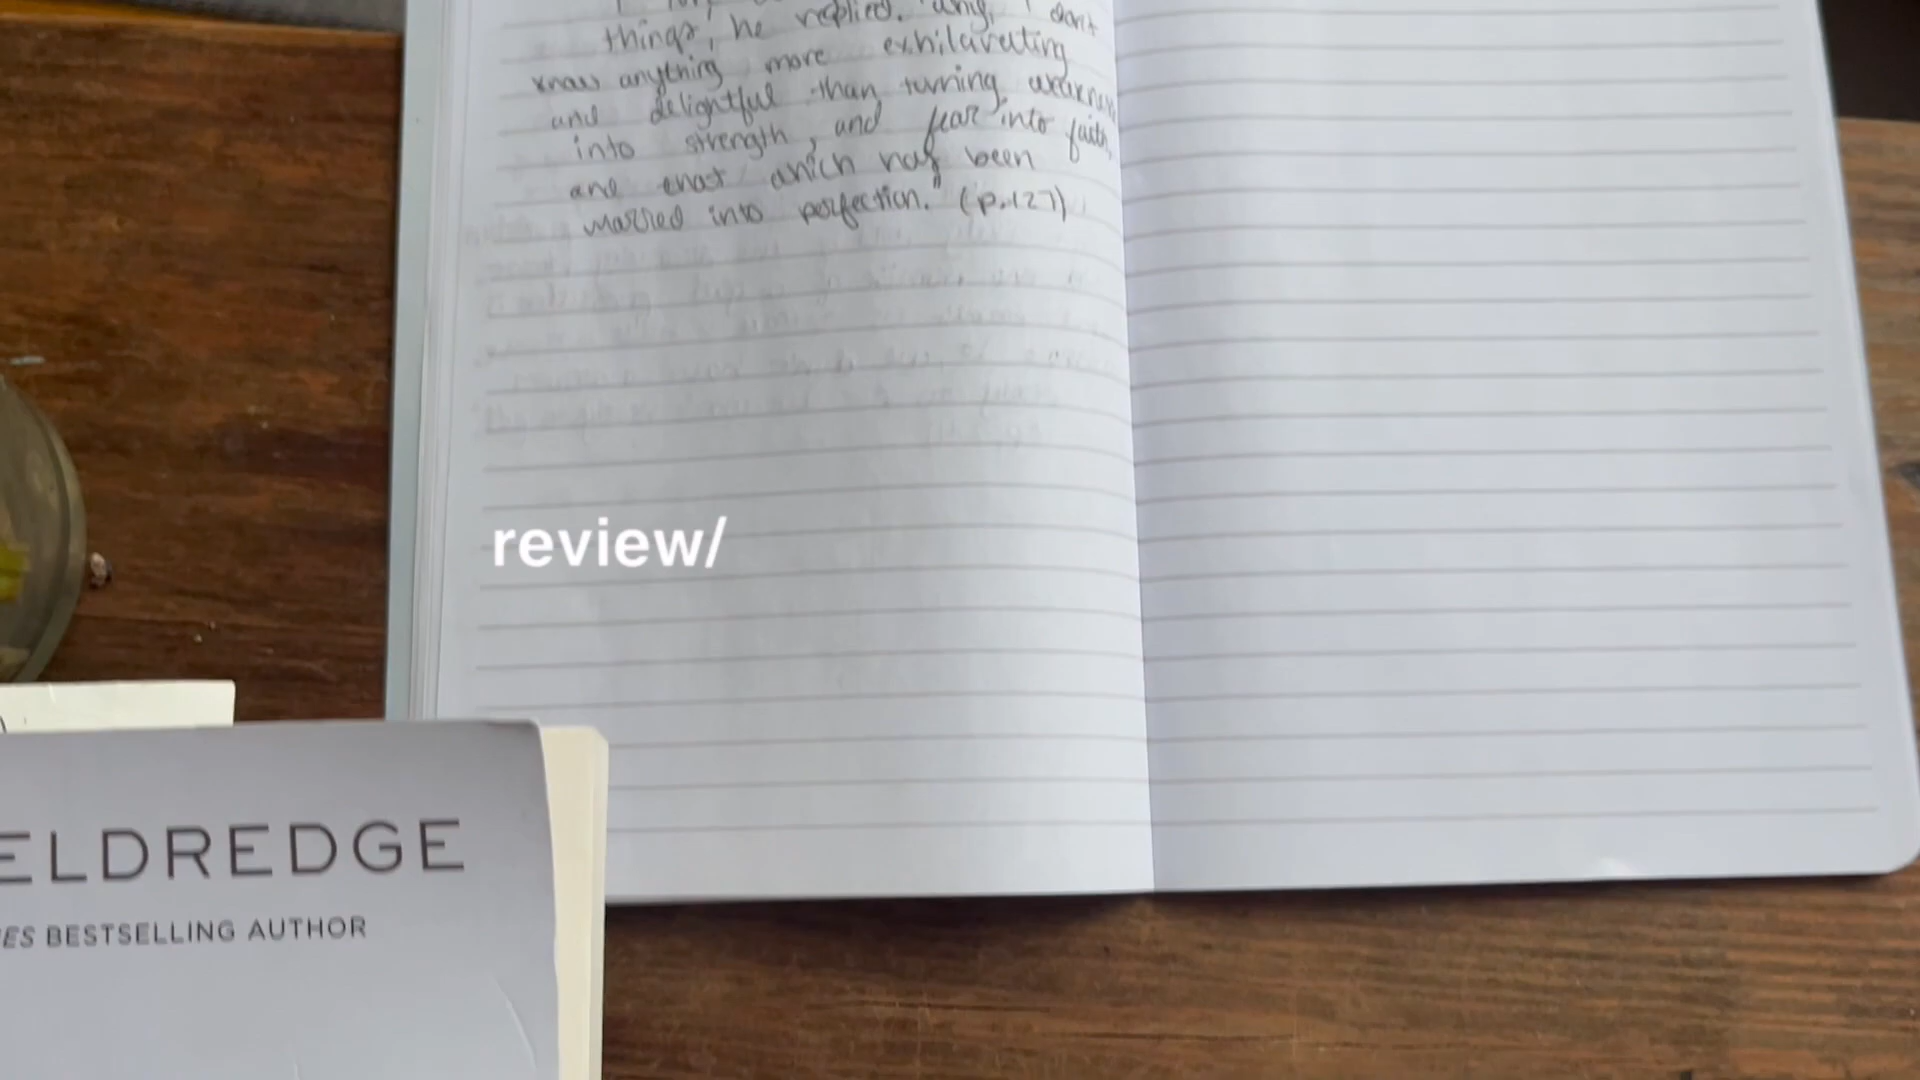 things', he replied. 'Why, I don't
know anything more exhilarating
and delightful than turning weakness
into strength, and fear into faith,
and that which has been
marred into perfection." (p.127)
review/
ELDREDGE
ES BESTSELLING AUTHOR